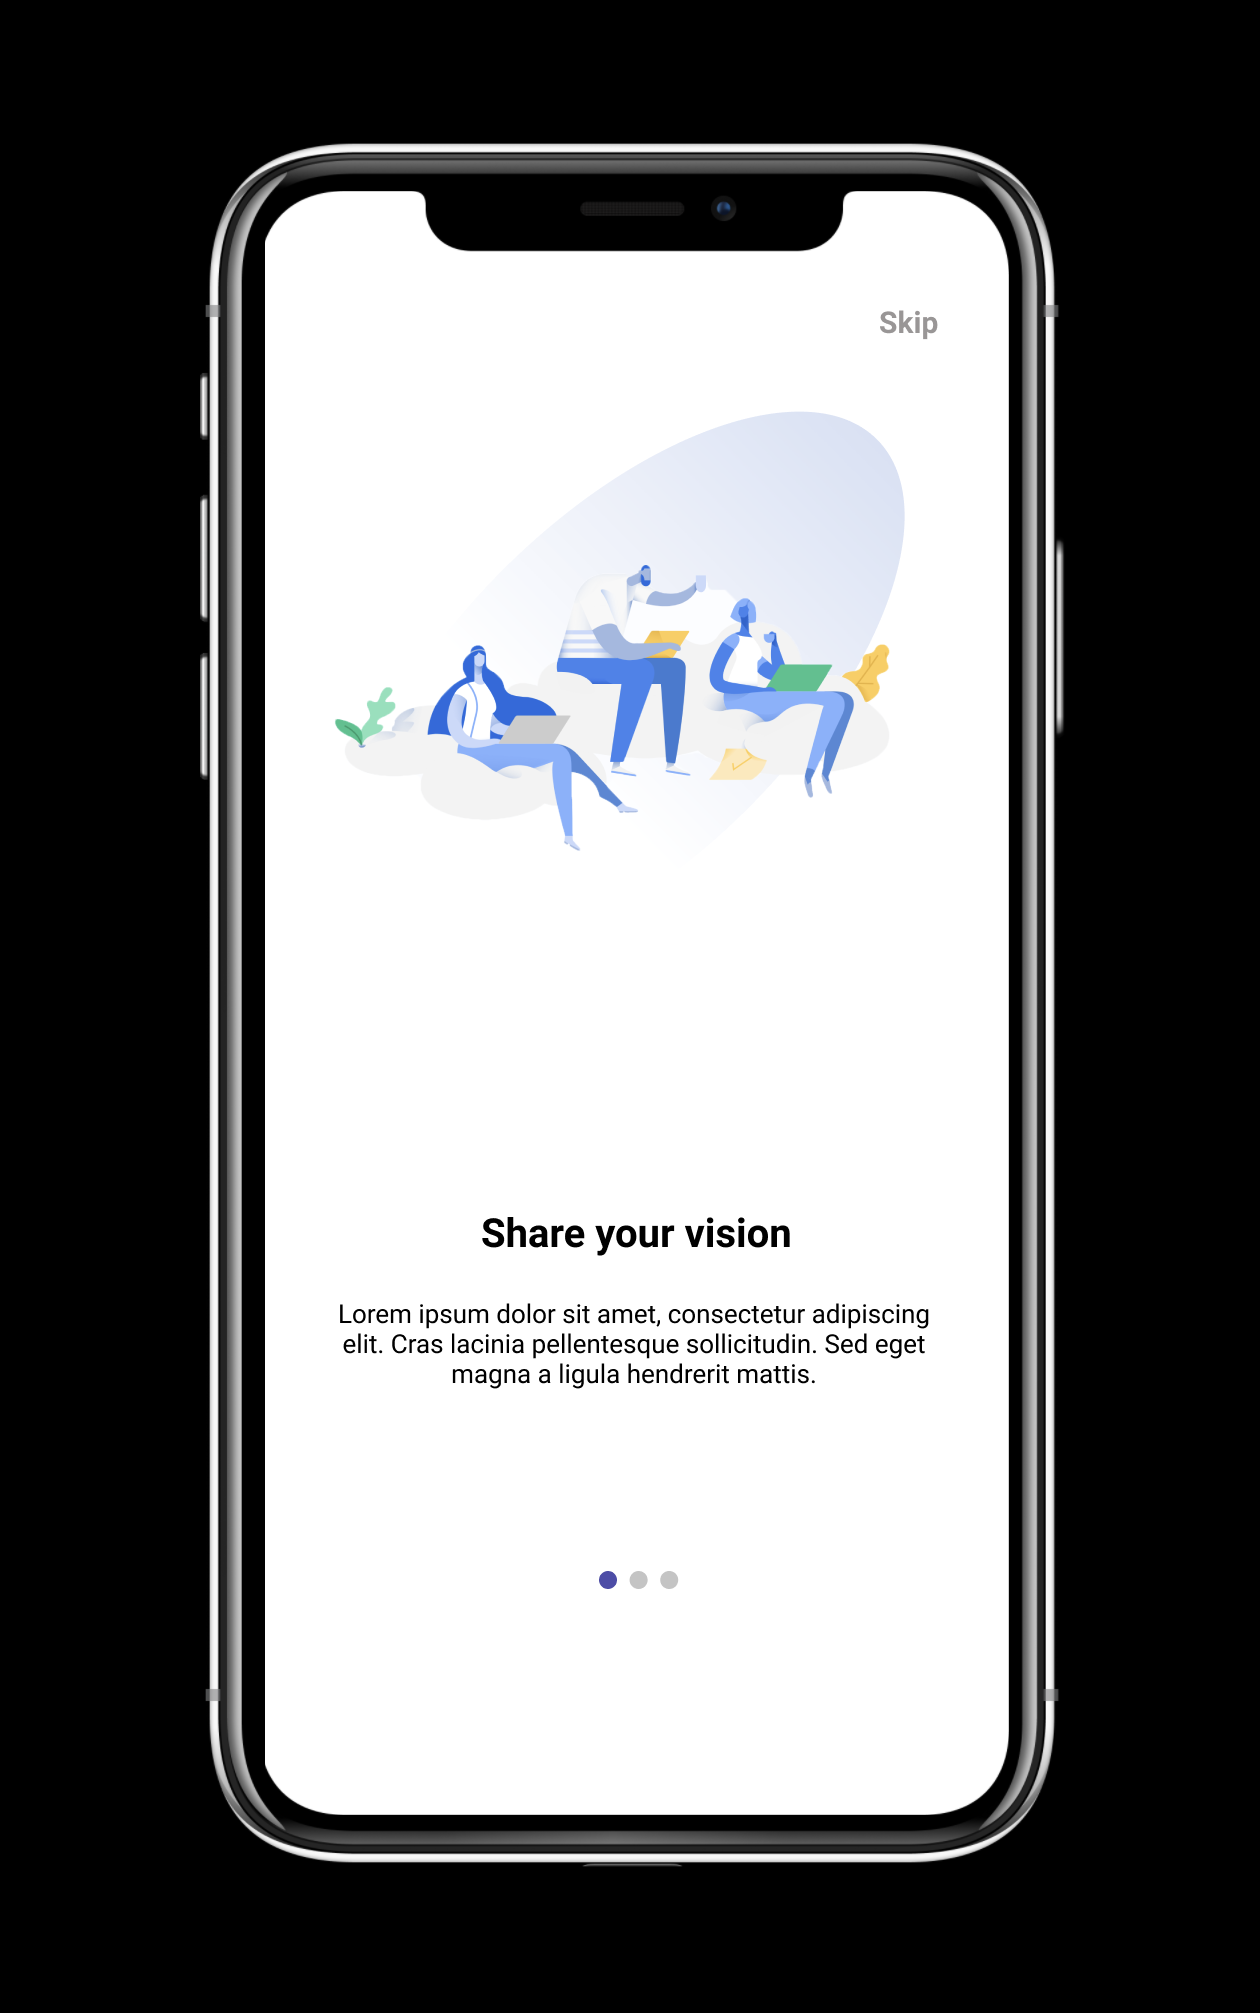 Skip
Share your vision
Lorem ipsum dolor sit amet, consectetur adipiscing
elit. Cras lacinia pellentesque sollicitudin. Sed eget
magna a ligula hendrerit mattis.